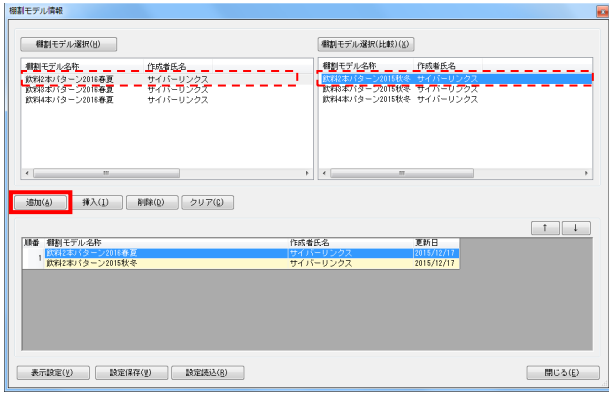 棚割モデル情報
棚割モデル選択(H)
棚割モデル選択(比較)(X)
棚割モデル名称 作成者氏名
飲料2本パターン2016春夏 サイバーリンクス
飲料3本パターン2016春夏 サイバーリンクス
飲料4本パターン2016春夏 サイバーリンクス
棚割モデル名称 作成者氏名
飲料2本パターン2015秋冬 サイバーリンクス
飲料3本パターン2015秋冬 サイバーリンクス
飲料4本パターン2015秋冬 サイバーリンクス
追加(A) 挿入(I) 削除(D) クリア(C)
↑ ↓
順番 棚割モデル名称 作成者氏名 更新日
1 飲料2本パターン2016春夏 サイバーリンクス 2015/12/17
飲料2本パターン2015秋冬 サイバーリンクス 2015/12/17
表示設定(V) 設定保存(W) 設定読込(R) 閉じる(E)